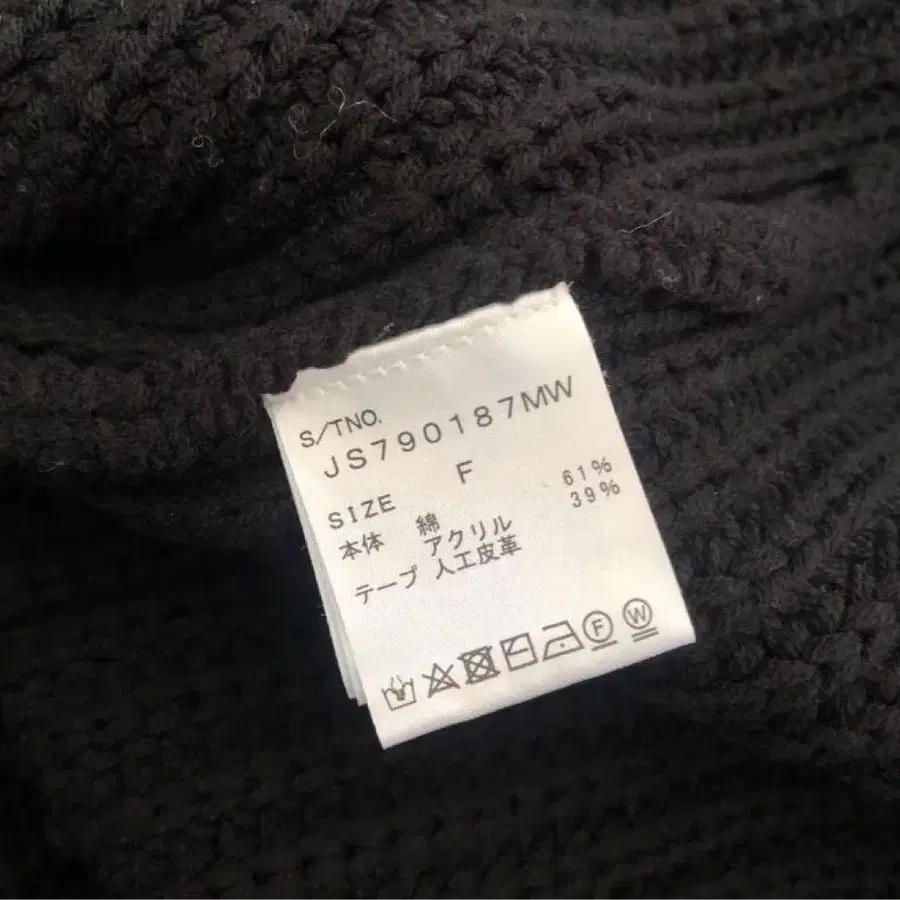 S/TNO.
JS790187MW
SIZE F
本体 綿 61%
アクリル 39%
テープ 人工皮革
F W